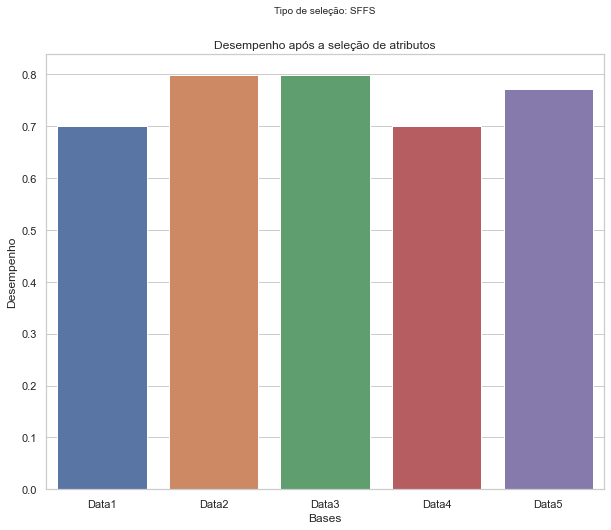 Tipo de seleção: SFFS
Desempenho após a seleção de atributos
0.8
0.7
0.6
0.5
0.4
0.3
0.2
0.1
0.0
Desempenho
Data1 Data2 Data3 Data4 Data5
Bases